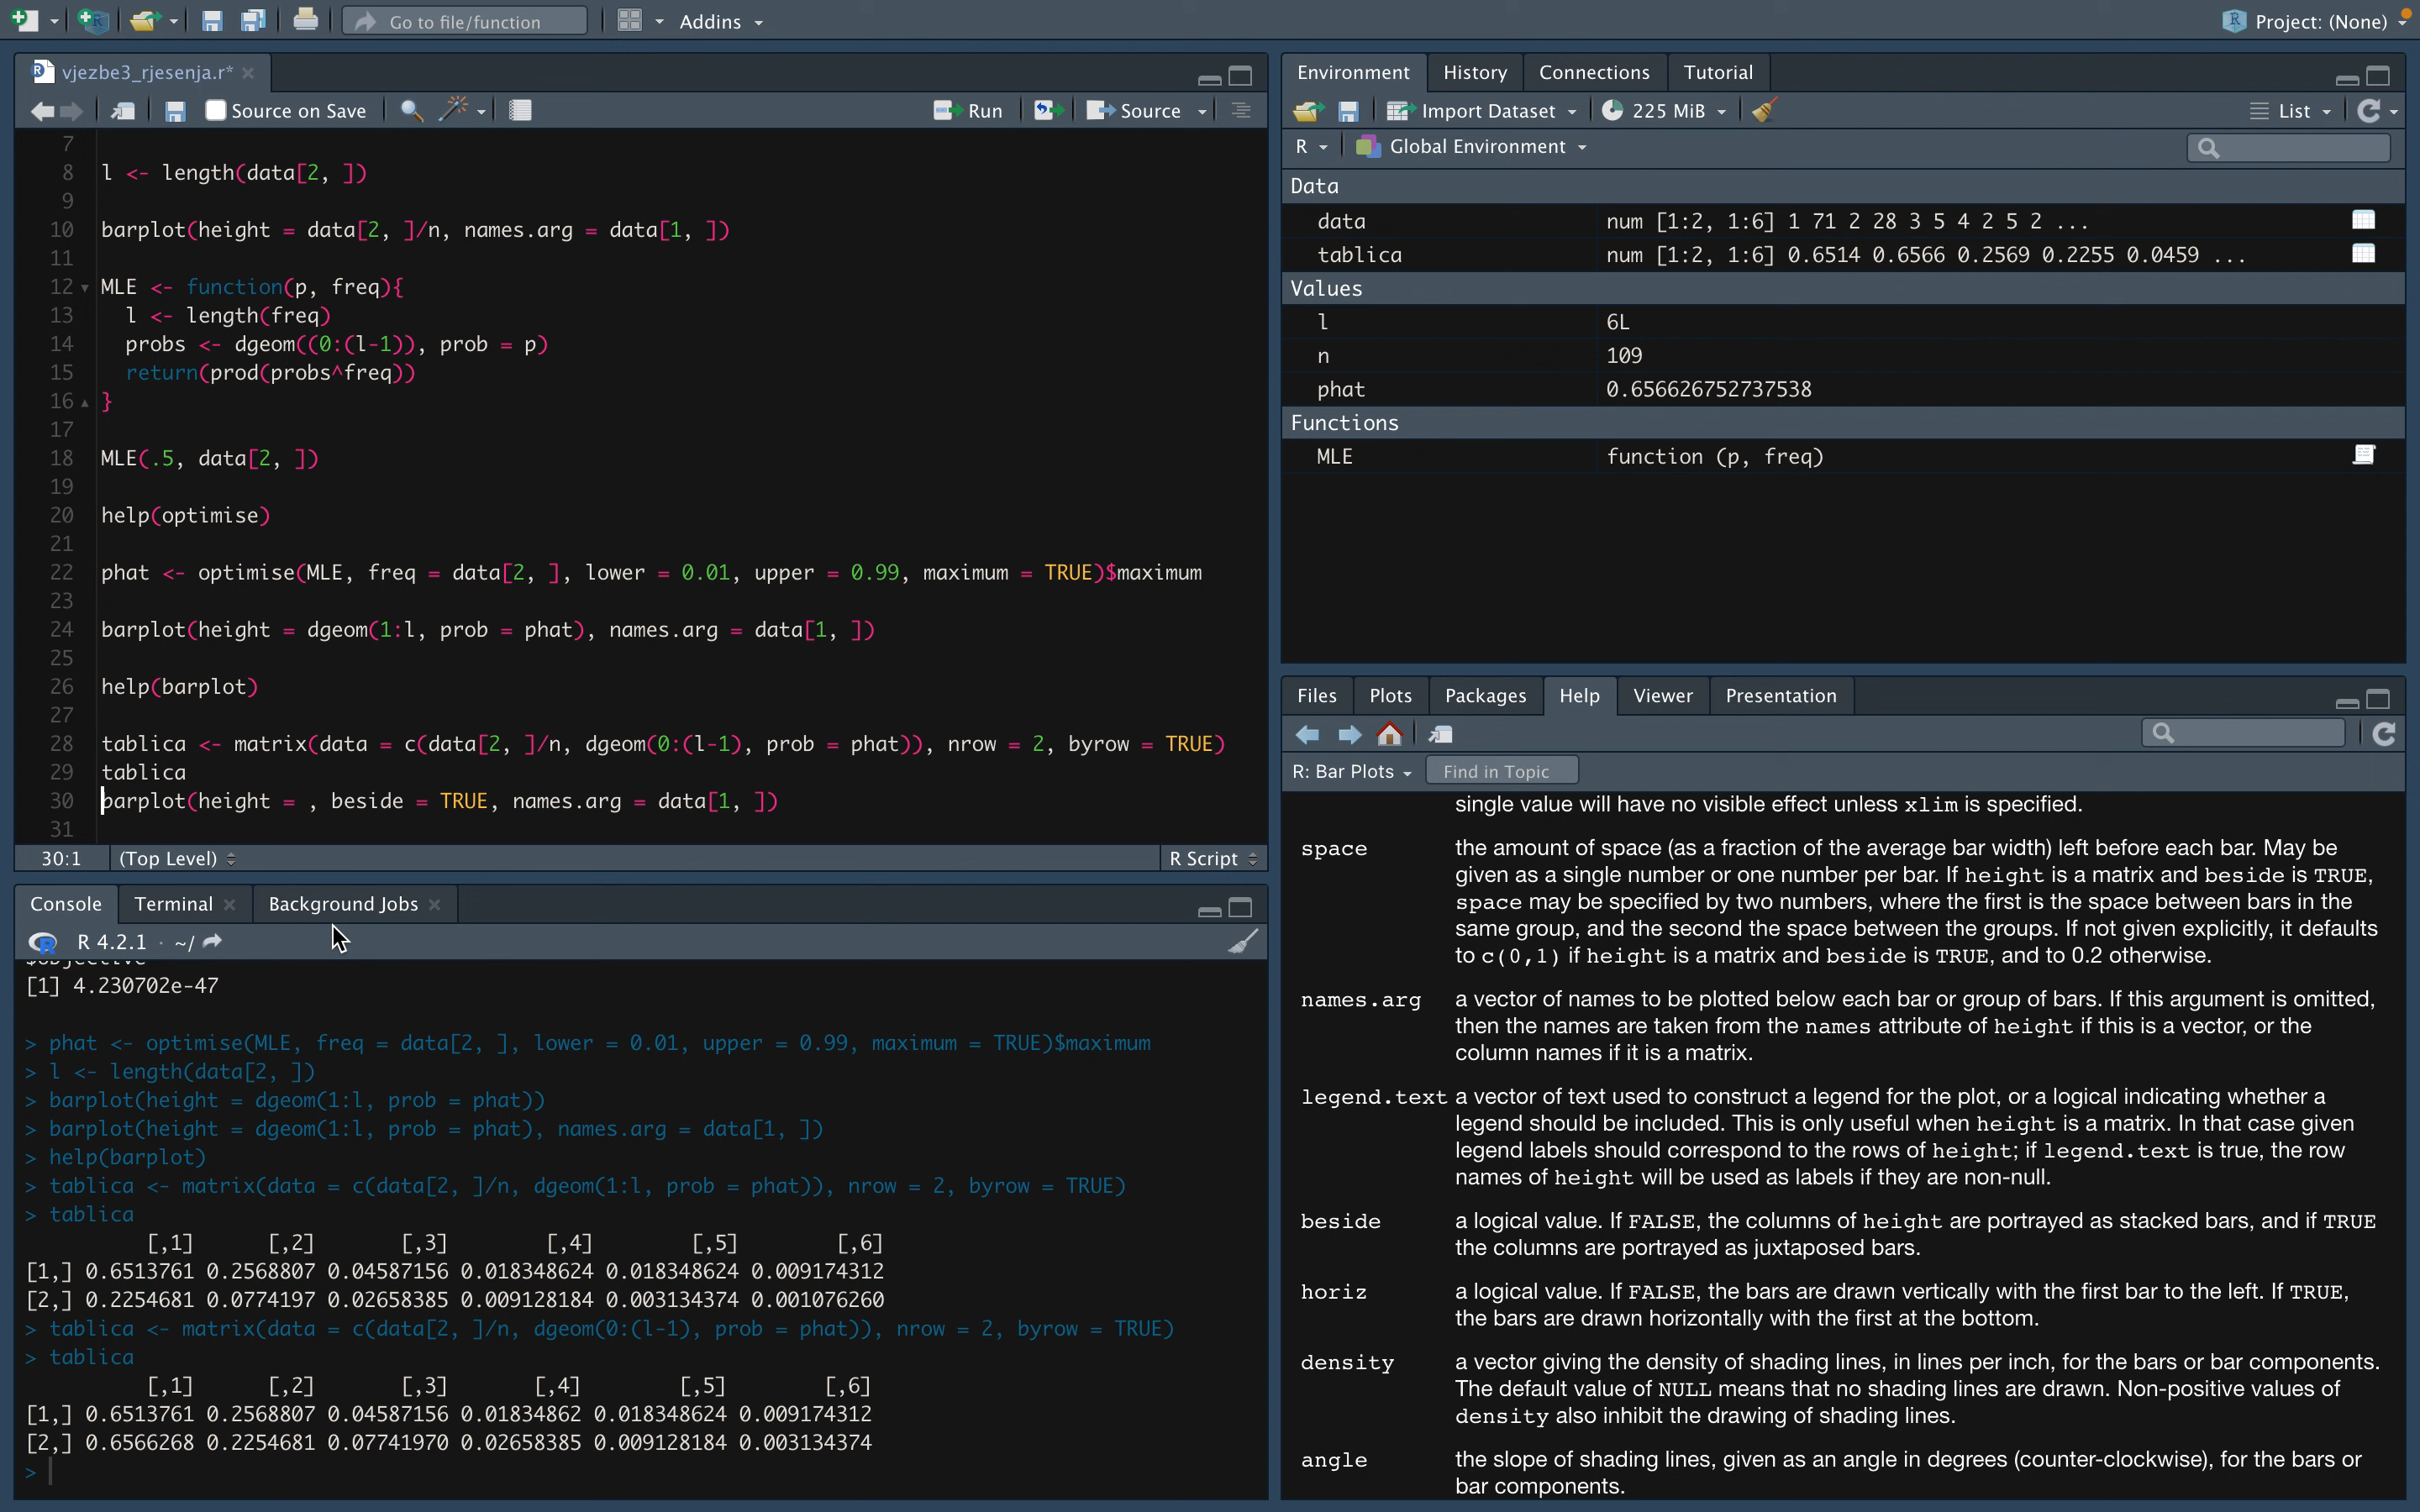 Go to file/function
Addins
Project: (None)
vjezbe3_rjesenja.r*
Source on Save
Run
Source
7
8 l <- length(data[2, ])
9
10 barplot(height = data[2, ]/n, names.arg = data[1, ])
11
12 MLE <- function(p, freq){
13 l <- length(freq)
14 probs <- dgeom((0:(l-1)), prob = p)
15 return(prod(probs^freq))
16 }
17
18 MLE(.5, data[2, ])
19
20 help(optimise)
21
22 phat <- optimise(MLE, freq = data[2, ], lower = 0.01, upper = 0.99, maximum = TRUE)$maximum
23
24 barplot(height = dgeom(1:l, prob = phat), names.arg = data[1, ])
25
26 help(barplot)
27
28 tablica <- matrix(data = c(data[2, ]/n, dgeom(0:(l-1), prob = phat)), nrow = 2, byrow = TRUE)
29 tablica
30 barplot(height = , beside = TRUE, names.arg = data[1, ])
31
30:1 (Top Level) R Script
Console Terminal Background Jobs
R 4.2.1 · ~/
$objective
[1] 4.230702e-47
> phat <- optimise(MLE, freq = data[2, ], lower = 0.01, upper = 0.99, maximum = TRUE)$maximum
> l <- length(data[2, ])
> barplot(height = dgeom(1:l, prob = phat))
> barplot(height = dgeom(1:l, prob = phat), names.arg = data[1, ])
> help(barplot)
> tablica <- matrix(data = c(data[2, ]/n, dgeom(1:l, prob = phat)), nrow = 2, byrow = TRUE)
> tablica
[,1] [,2] [,3] [,4] [,5] [,6]
[1,] 0.6513761 0.2568807 0.04587156 0.018348624 0.018348624 0.009174312
[2,] 0.2254681 0.0774197 0.02658385 0.009128184 0.003134374 0.001076260
> tablica <- matrix(data = c(data[2, ]/n, dgeom(0:(l-1), prob = phat)), nrow = 2, byrow = TRUE)
> tablica
[,1] [,2] [,3] [,4] [,5] [,6]
[1,] 0.6513761 0.2568807 0.04587156 0.01834862 0.018348624 0.009174312
[2,] 0.6566268 0.2254681 0.07741970 0.02658385 0.009128184 0.003134374
>
Environment History Connections Tutorial
Import Dataset 225 MiB List
R Global Environment
Data
data num [1:2, 1:6] 1 71 2 28 3 5 4 2 5 2 ...
tablica num [1:2, 1:6] 0.6514 0.6566 0.2569 0.2255 0.0459 ...
Values
l 6L
n 109
phat 0.656626752737538
Functions
MLE function (p, freq)
Files Plots Packages Help Viewer Presentation
R: Bar Plots Find in Topic
single value will have no visible effect unless xlim is specified.
space the amount of space (as a fraction of the average bar width) left before each bar. May be
given as a single number or one number per bar. If height is a matrix and beside is TRUE,
space may be specified by two numbers, where the first is the space between bars in the
same group, and the second the space between the groups. If not given explicitly, it defaults
to c(0,1) if height is a matrix and beside is TRUE, and to 0.2 otherwise.
names.arg a vector of names to be plotted below each bar or group of bars. If this argument is omitted,
then the names are taken from the names attribute of height if this is a vector, or the
column names if it is a matrix.
legend.text a vector of text used to construct a legend for the plot, or a logical indicating whether a
legend should be included. This is only useful when height is a matrix. In that case given
legend labels should correspond to the rows of height; if legend.text is true, the row
names of height will be used as labels if they are non-null.
beside a logical value. If FALSE, the columns of height are portrayed as stacked bars, and if TRUE
the columns are portrayed as juxtaposed bars.
horiz a logical value. If FALSE, the bars are drawn vertically with the first bar to the left. If TRUE,
the bars are drawn horizontally with the first at the bottom.
density a vector giving the density of shading lines, in lines per inch, for the bars or bar components.
The default value of NULL means that no shading lines are drawn. Non-positive values of
density also inhibit the drawing of shading lines.
angle the slope of shading lines, given as an angle in degrees (counter-clockwise), for the bars or
bar components.